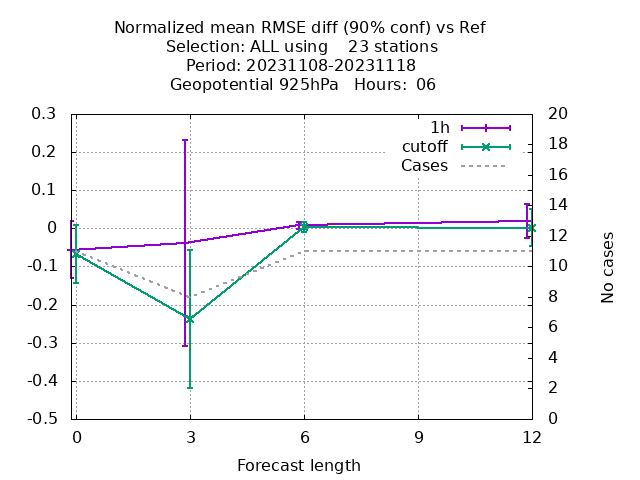 Normalized mean RMSE diff (90% conf) vs Ref
Selection: ALL using    23 stations
Period: 20231108-20231118
Geopotential 925hPa   Hours:  06
0.3
0.2
0.1
0
-0.1
-0.2
-0.3
-0.4
-0.5
1h
cutoff
Cases
20
18
16
14
12
10
8
6
4
2
0
No cases
0 3 6 9 12
Forecast length